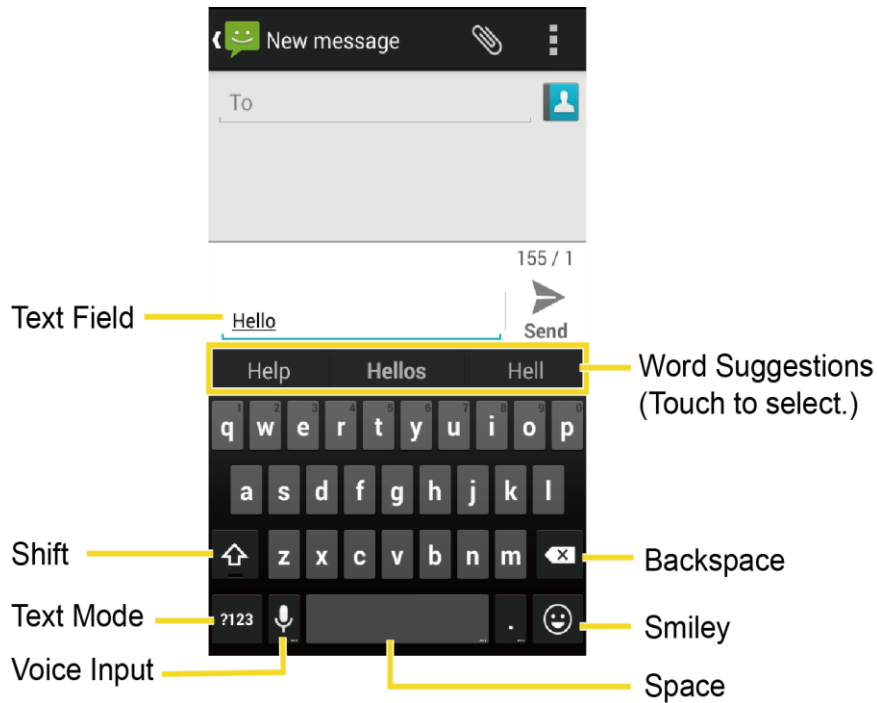 New message
To
155 / 1
Text Field
Hello
Send
Help Hellos Hell
Word Suggestions
(Touch to select.)
1 2 3 4 5 6 7 8 9 0
q w e r t y u i o p
a s d f g h j k l
Shift
z x c v b n m
Backspace
Text Mode
?123
.
Smiley
Voice Input
Space